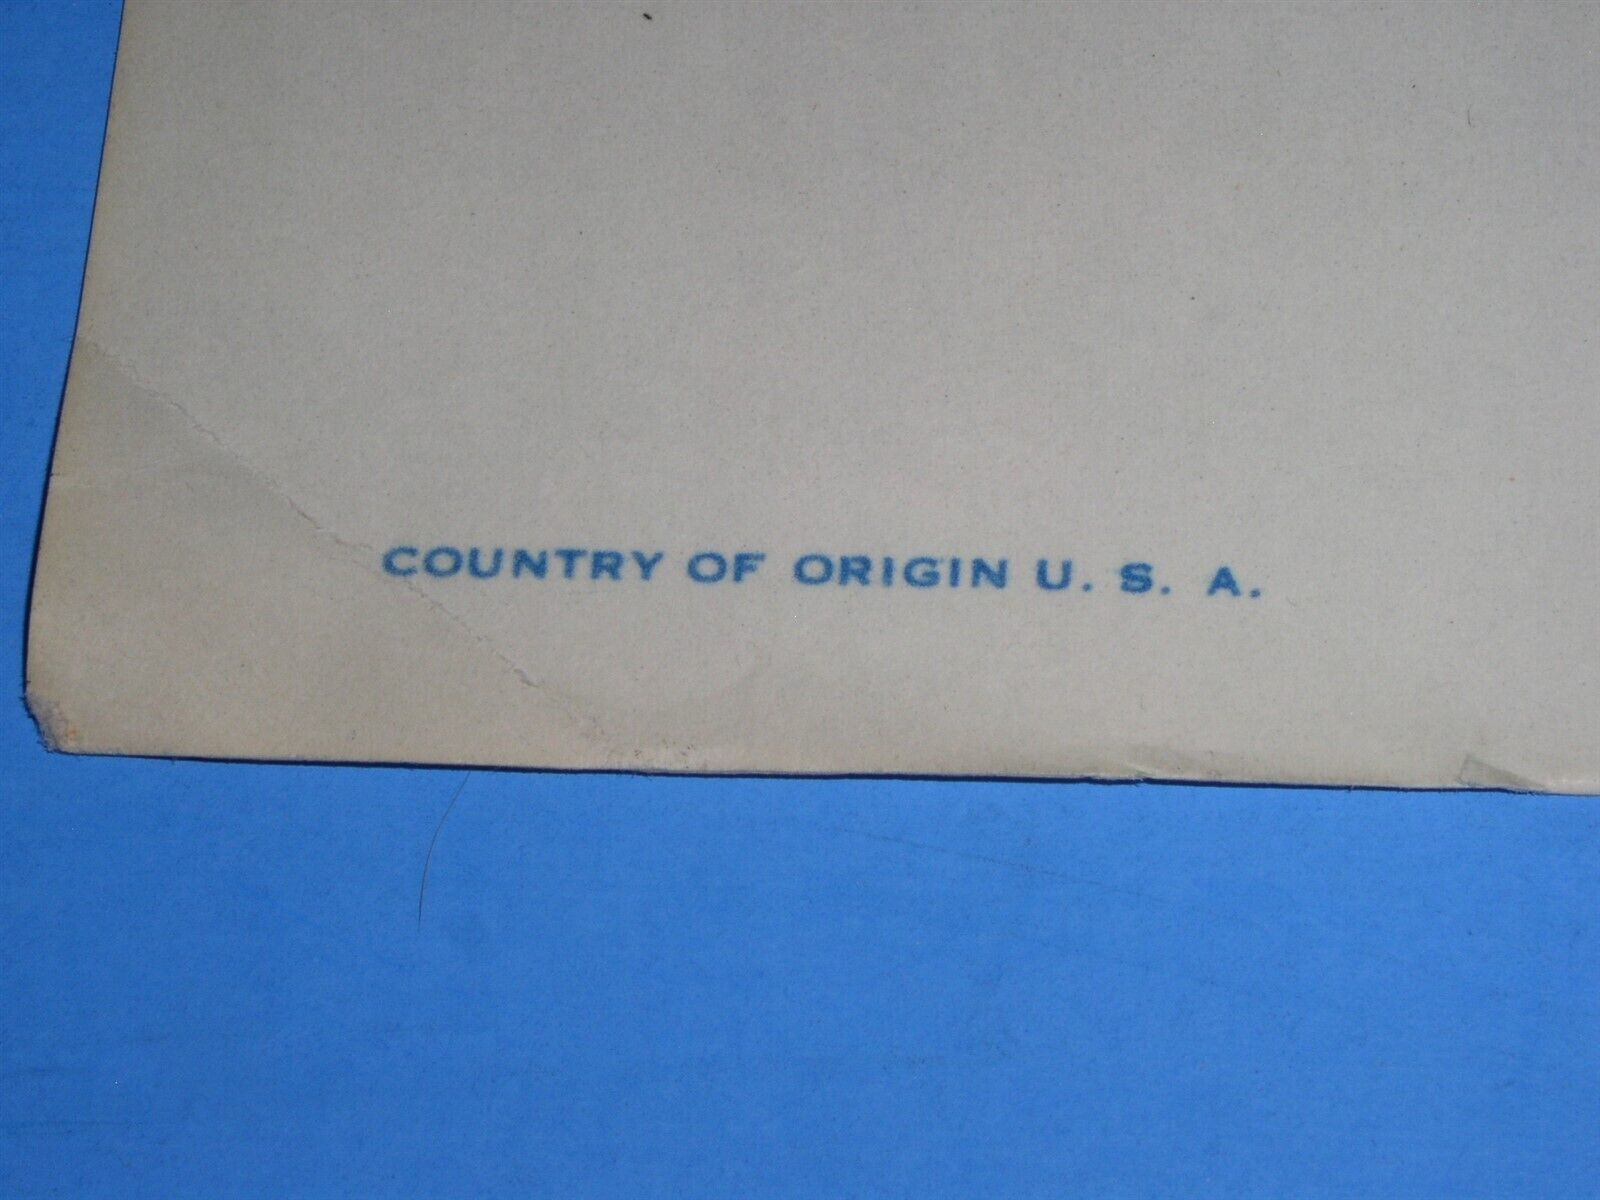 COUNTRY OF ORIGIN U. S. A.